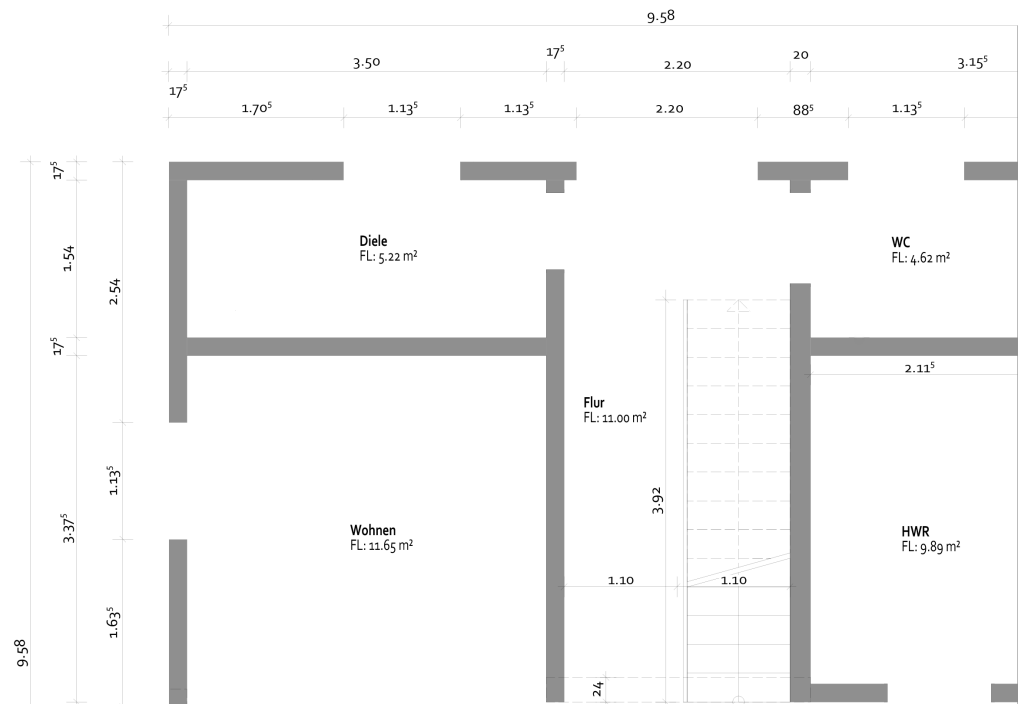 9.58
17⁵
20
3.50
2.20
3.15⁵
17⁵
1.70⁵
1.13⁵
1.13⁵
2.20
88⁵
1.13⁵
17⁵
1.54
2.54
Diele
FL: 5.22 m²
WC
FL: 4.62 m²
17⁵
2.11⁵
Flur
FL: 11.00 m²
1.13⁵
3.92
3.37⁵
Wohnen
FL: 11.65 m²
HWR
FL: 9.89 m²
1.10
1.10
1.63⁵
9.58
24